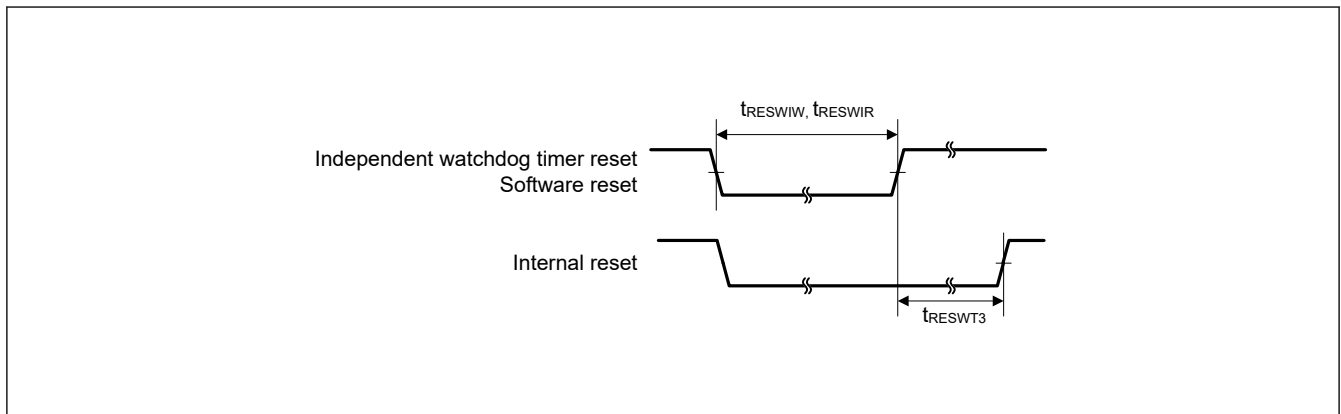 tRESWIW, tRESWIR
Independent watchdog timer reset
Software reset
Internal reset
tRESWT3